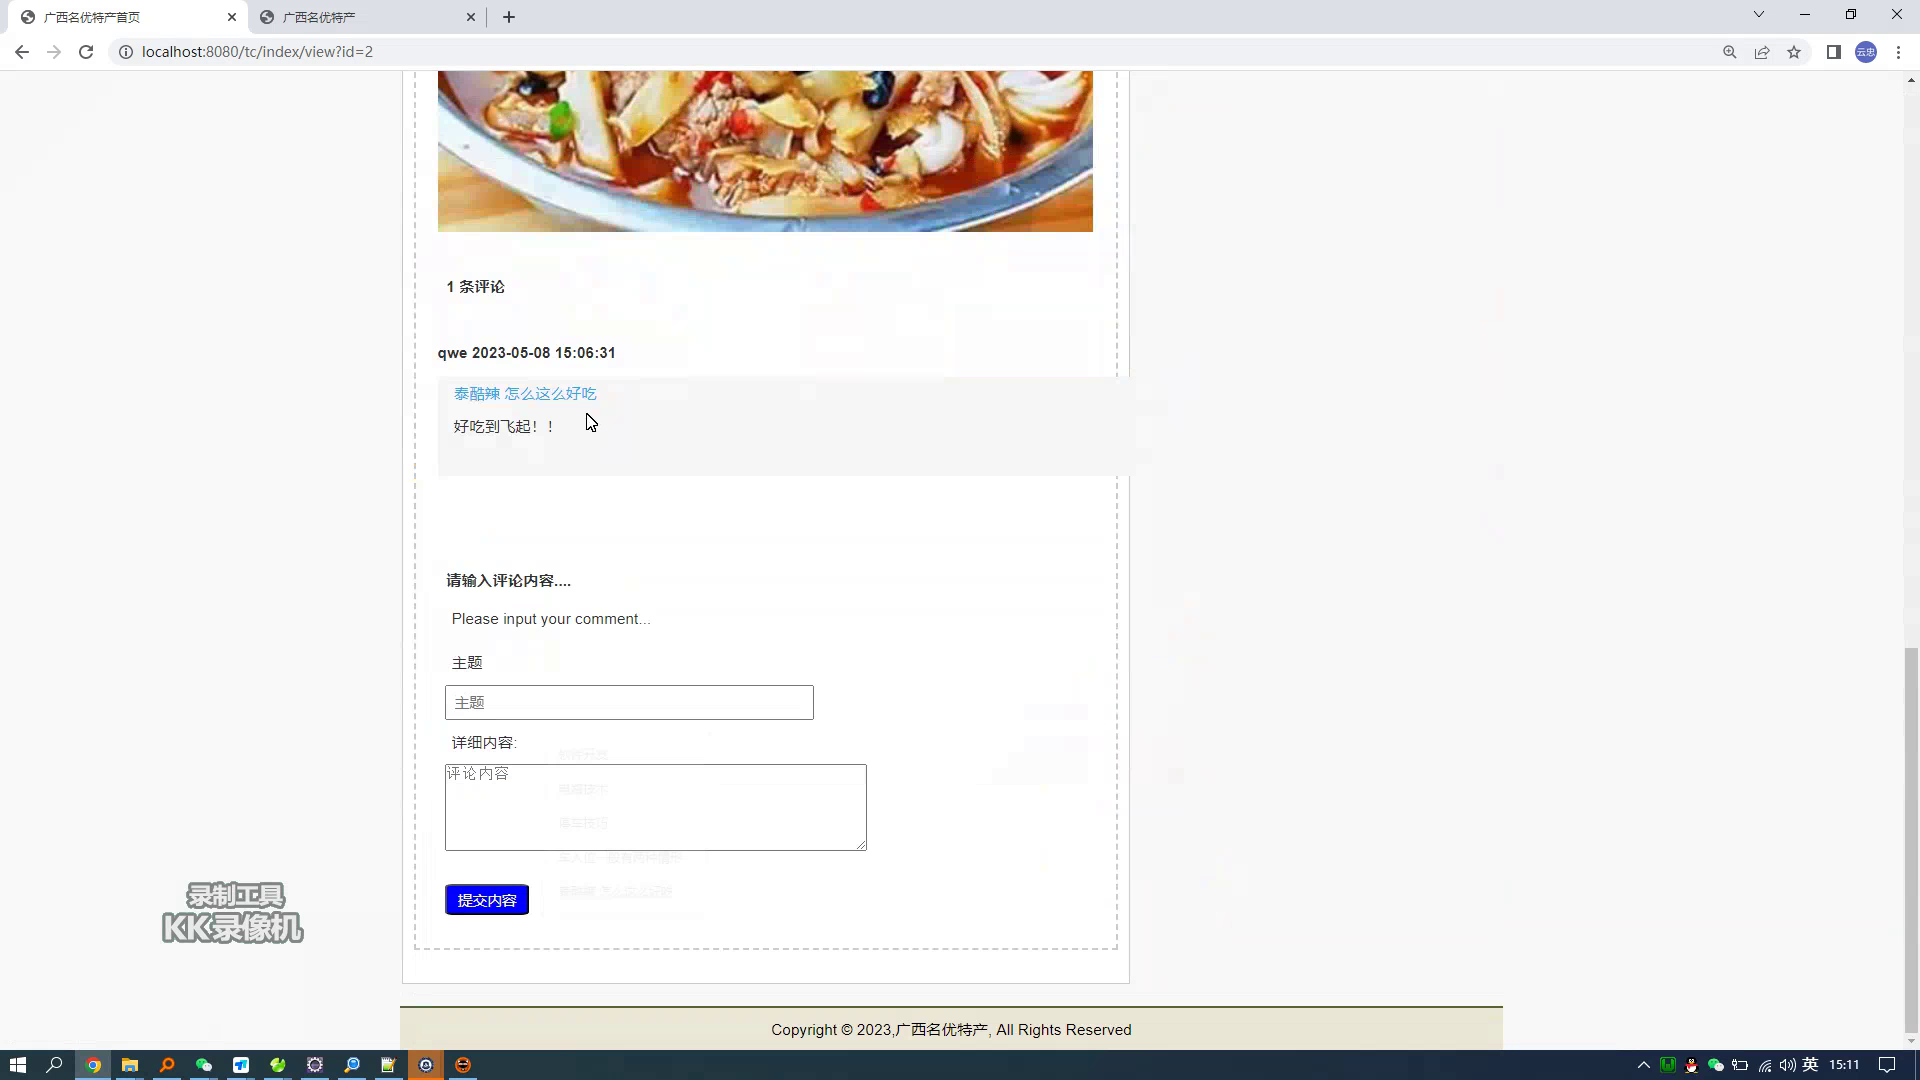 广西名优特产首页
广西名优特产
localhost:8080/tc/index/view?id=2
云忠
1 条评论
qwe 2023-05-08 15:06:31
泰酷辣 怎么这么好吃
好吃到飞起！！
请输入评论内容....
Please input your comment...
主题
主题
详细内容:
评论内容
提交内容
录制工具
KK录像机
Copyright © 2023,广西名优特产, All Rights Reserved
英
15:11